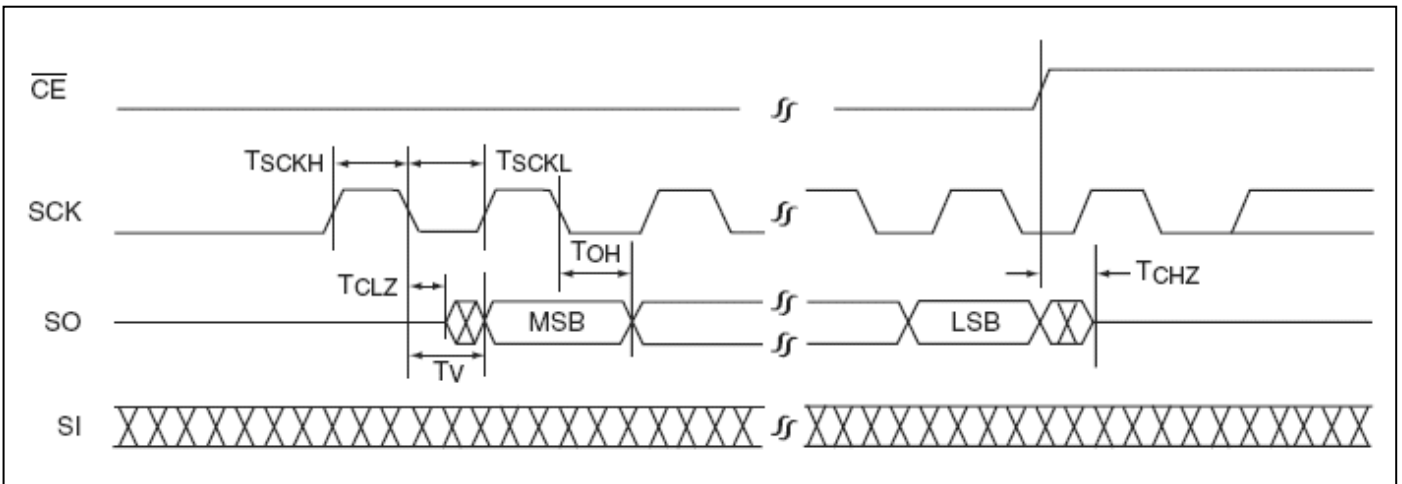 CE
TSCKH
TSCKL
SCK
TOH
TCLZ
TCHZ
SO
MSB
LSB
TV
SI